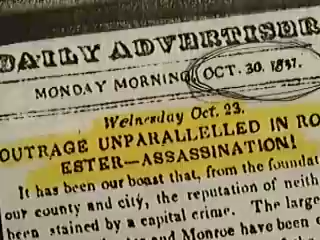 DAILY ADVERTISER
MONDAY MORNING, OCT. 30. 1837.
Wednesday Oct. 23.
OUTRAGE UNPARALLELLED IN RO
ESTER—ASSASSINATION!
It has been our boast that, from the foundat
our county and city, the reputation of neith
been stained by a capital crime. The large
and Monroe have been